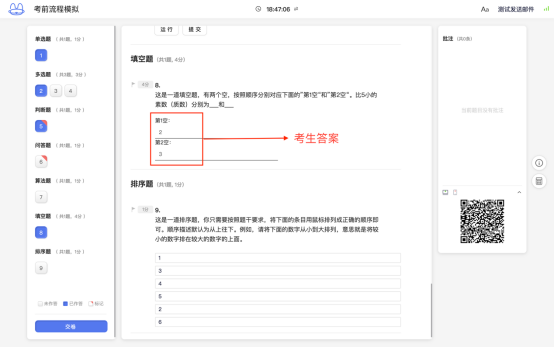 考前流程模拟
18:47:06
Aa 测试发送邮件
单选题 (共1题, 1分)
1
多选题 (共3题, 3分)
2 3 4
判断题 (共1题, 1分)
5
问答题 (共1题, 1分)
6
算法题 (共1题, 1分)
7
填空题 (共1题, 4分)
8
排序题 (共1题, 1分)
9
未作答 已作答 标记
交卷
运行 提交
填空题 (共1题, 4分)
4分 8.
这是一道填空题，有两个空，按照顺序分别对应下面的"第1空"和"第2空"。比5小的
素数（质数）分别为___和___
第1空:
2
第2空:
3
考生答案
排序题 (共1题, 1分)
1分 9.
这是一道排序题，你只需要按照题干要求，将下面的条目用鼠标排列成正确的顺序即
可。顺序描述默认为从上往下。例如，请将下面的数字从小到大排列，意思就是将较
小的数字排在较大的数字的上面。
1
3
4
5
2
6
批注 (共0条)
当前题目没有批注